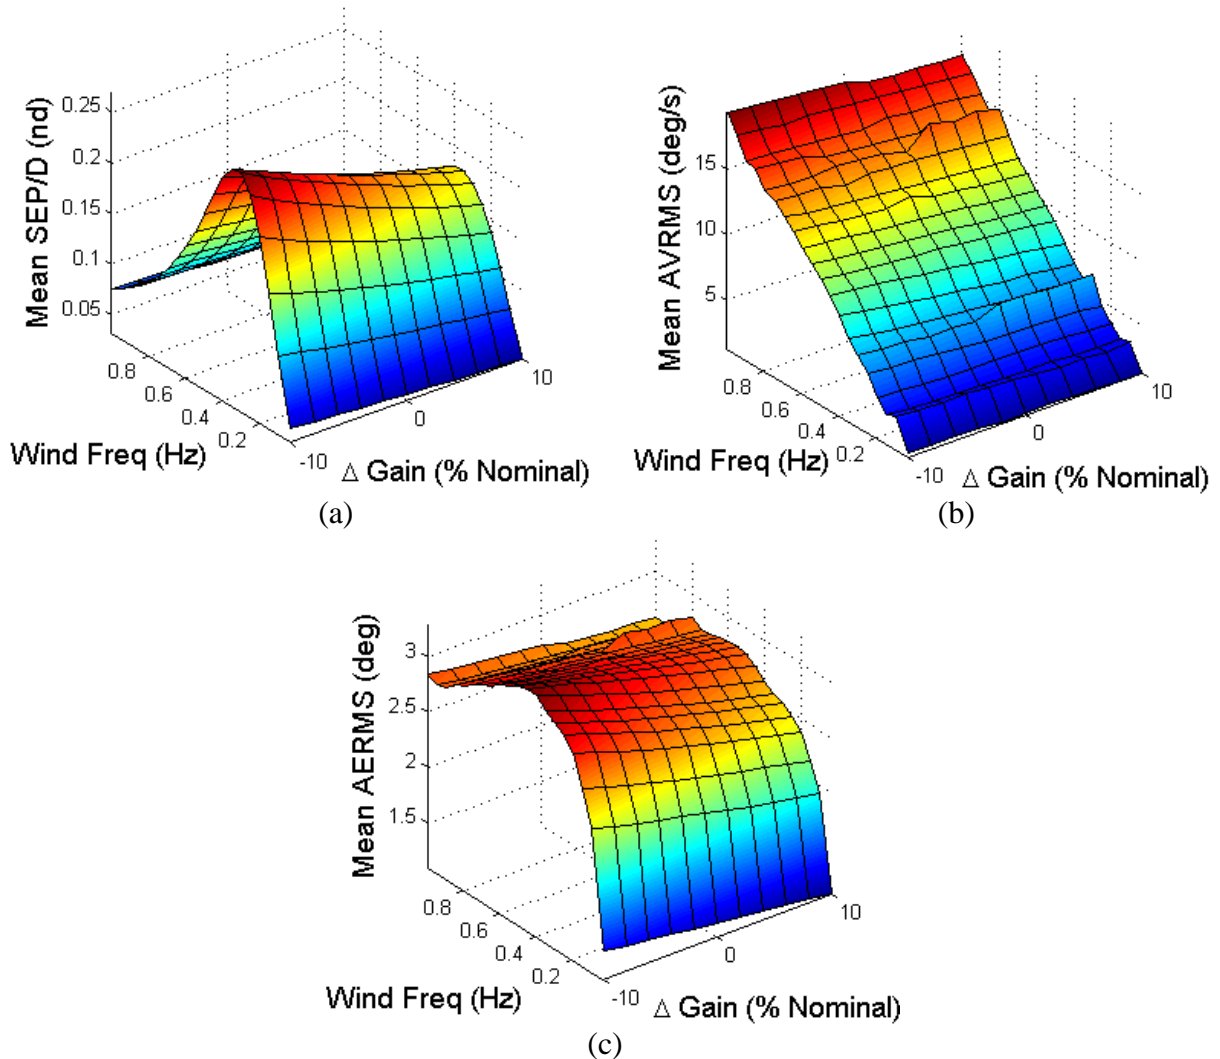 Mean SEP/D (nd)
0.25
0.2
0.15
0.1
0.05
0.8
0.6
0.4
0.2
Wind Freq (Hz)
10
0
-10
Δ Gain (% Nominal)
(a)
Mean AVRMS (deg/s)
15
10
5
0.8
0.6
0.4
0.2
Wind Freq (Hz)
10
0
-10
Δ Gain (% Nominal)
(b)
Mean AERMS (deg)
3
2.5
2
1.5
0.8
0.6
0.4
0.2
Wind Freq (Hz)
10
0
-10
Δ Gain (% Nominal)
(c)